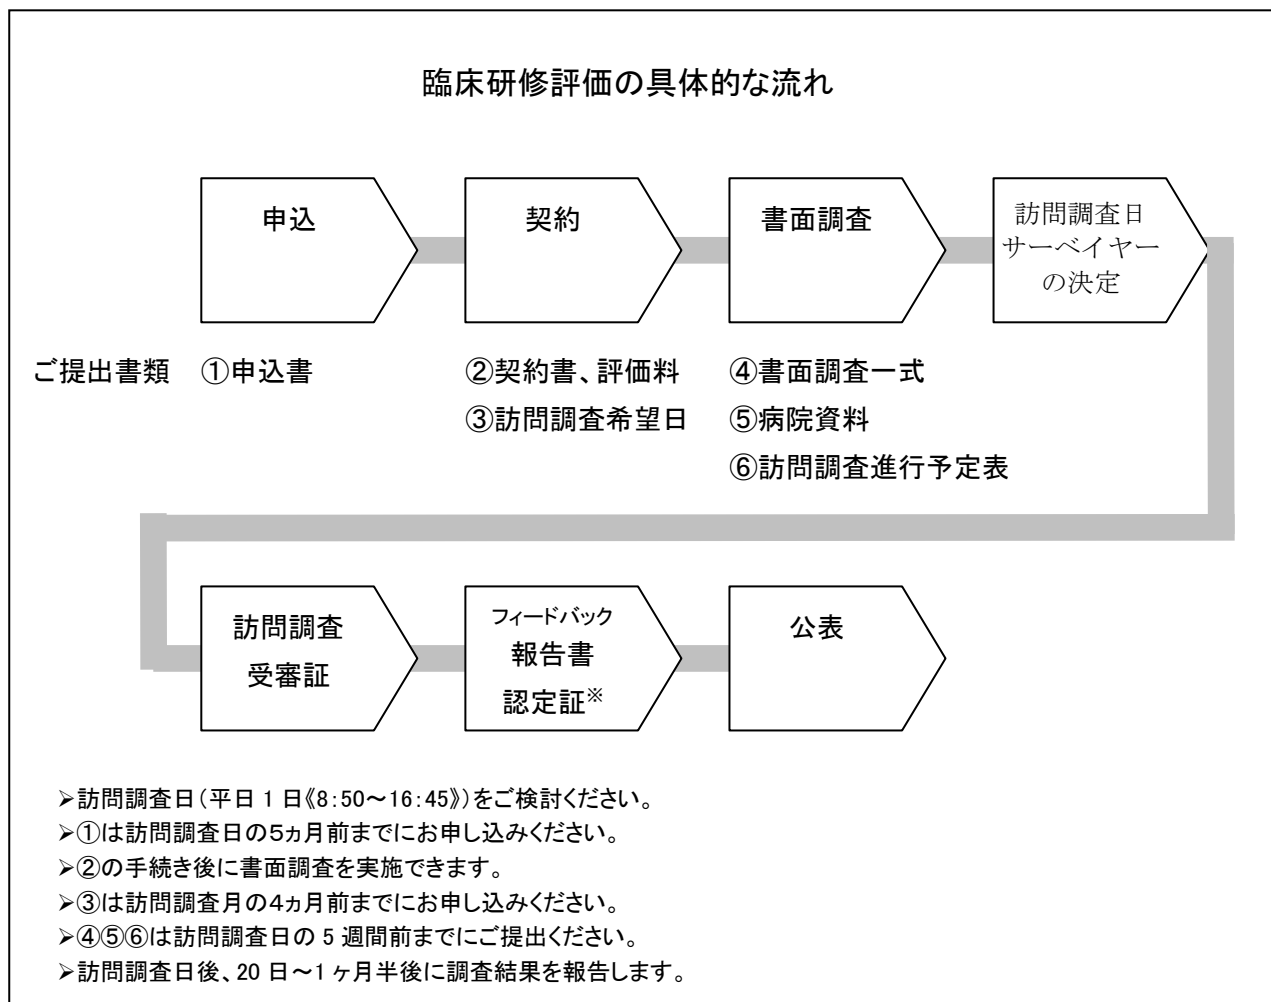 臨床研修評価の具体的な流れ
申込
契約
書面調査
訪問調査日
サーベイヤー
の決定
ご提出書類 ①申込書
②契約書、評価料
③訪問調査希望日
④書面調査一式
⑤病院資料
⑥訪問調査進行予定表
訪問調査
受審証
フィードバック
報告書
認定証※
公表
➢訪問調査日(平日 1 日《8:50～16:45》)をご検討ください。
➢①は訪問調査日の５ヵ月前までにお申し込みください。
➢②の手続き後に書面調査を実施できます。
➢③は訪問調査月の４ヵ月前までにお申し込みください。
➢④⑤⑥は訪問調査日の 5 週間前までにご提出ください。
➢訪問調査日後、20 日～1 ヶ月半後に調査結果を報告します。